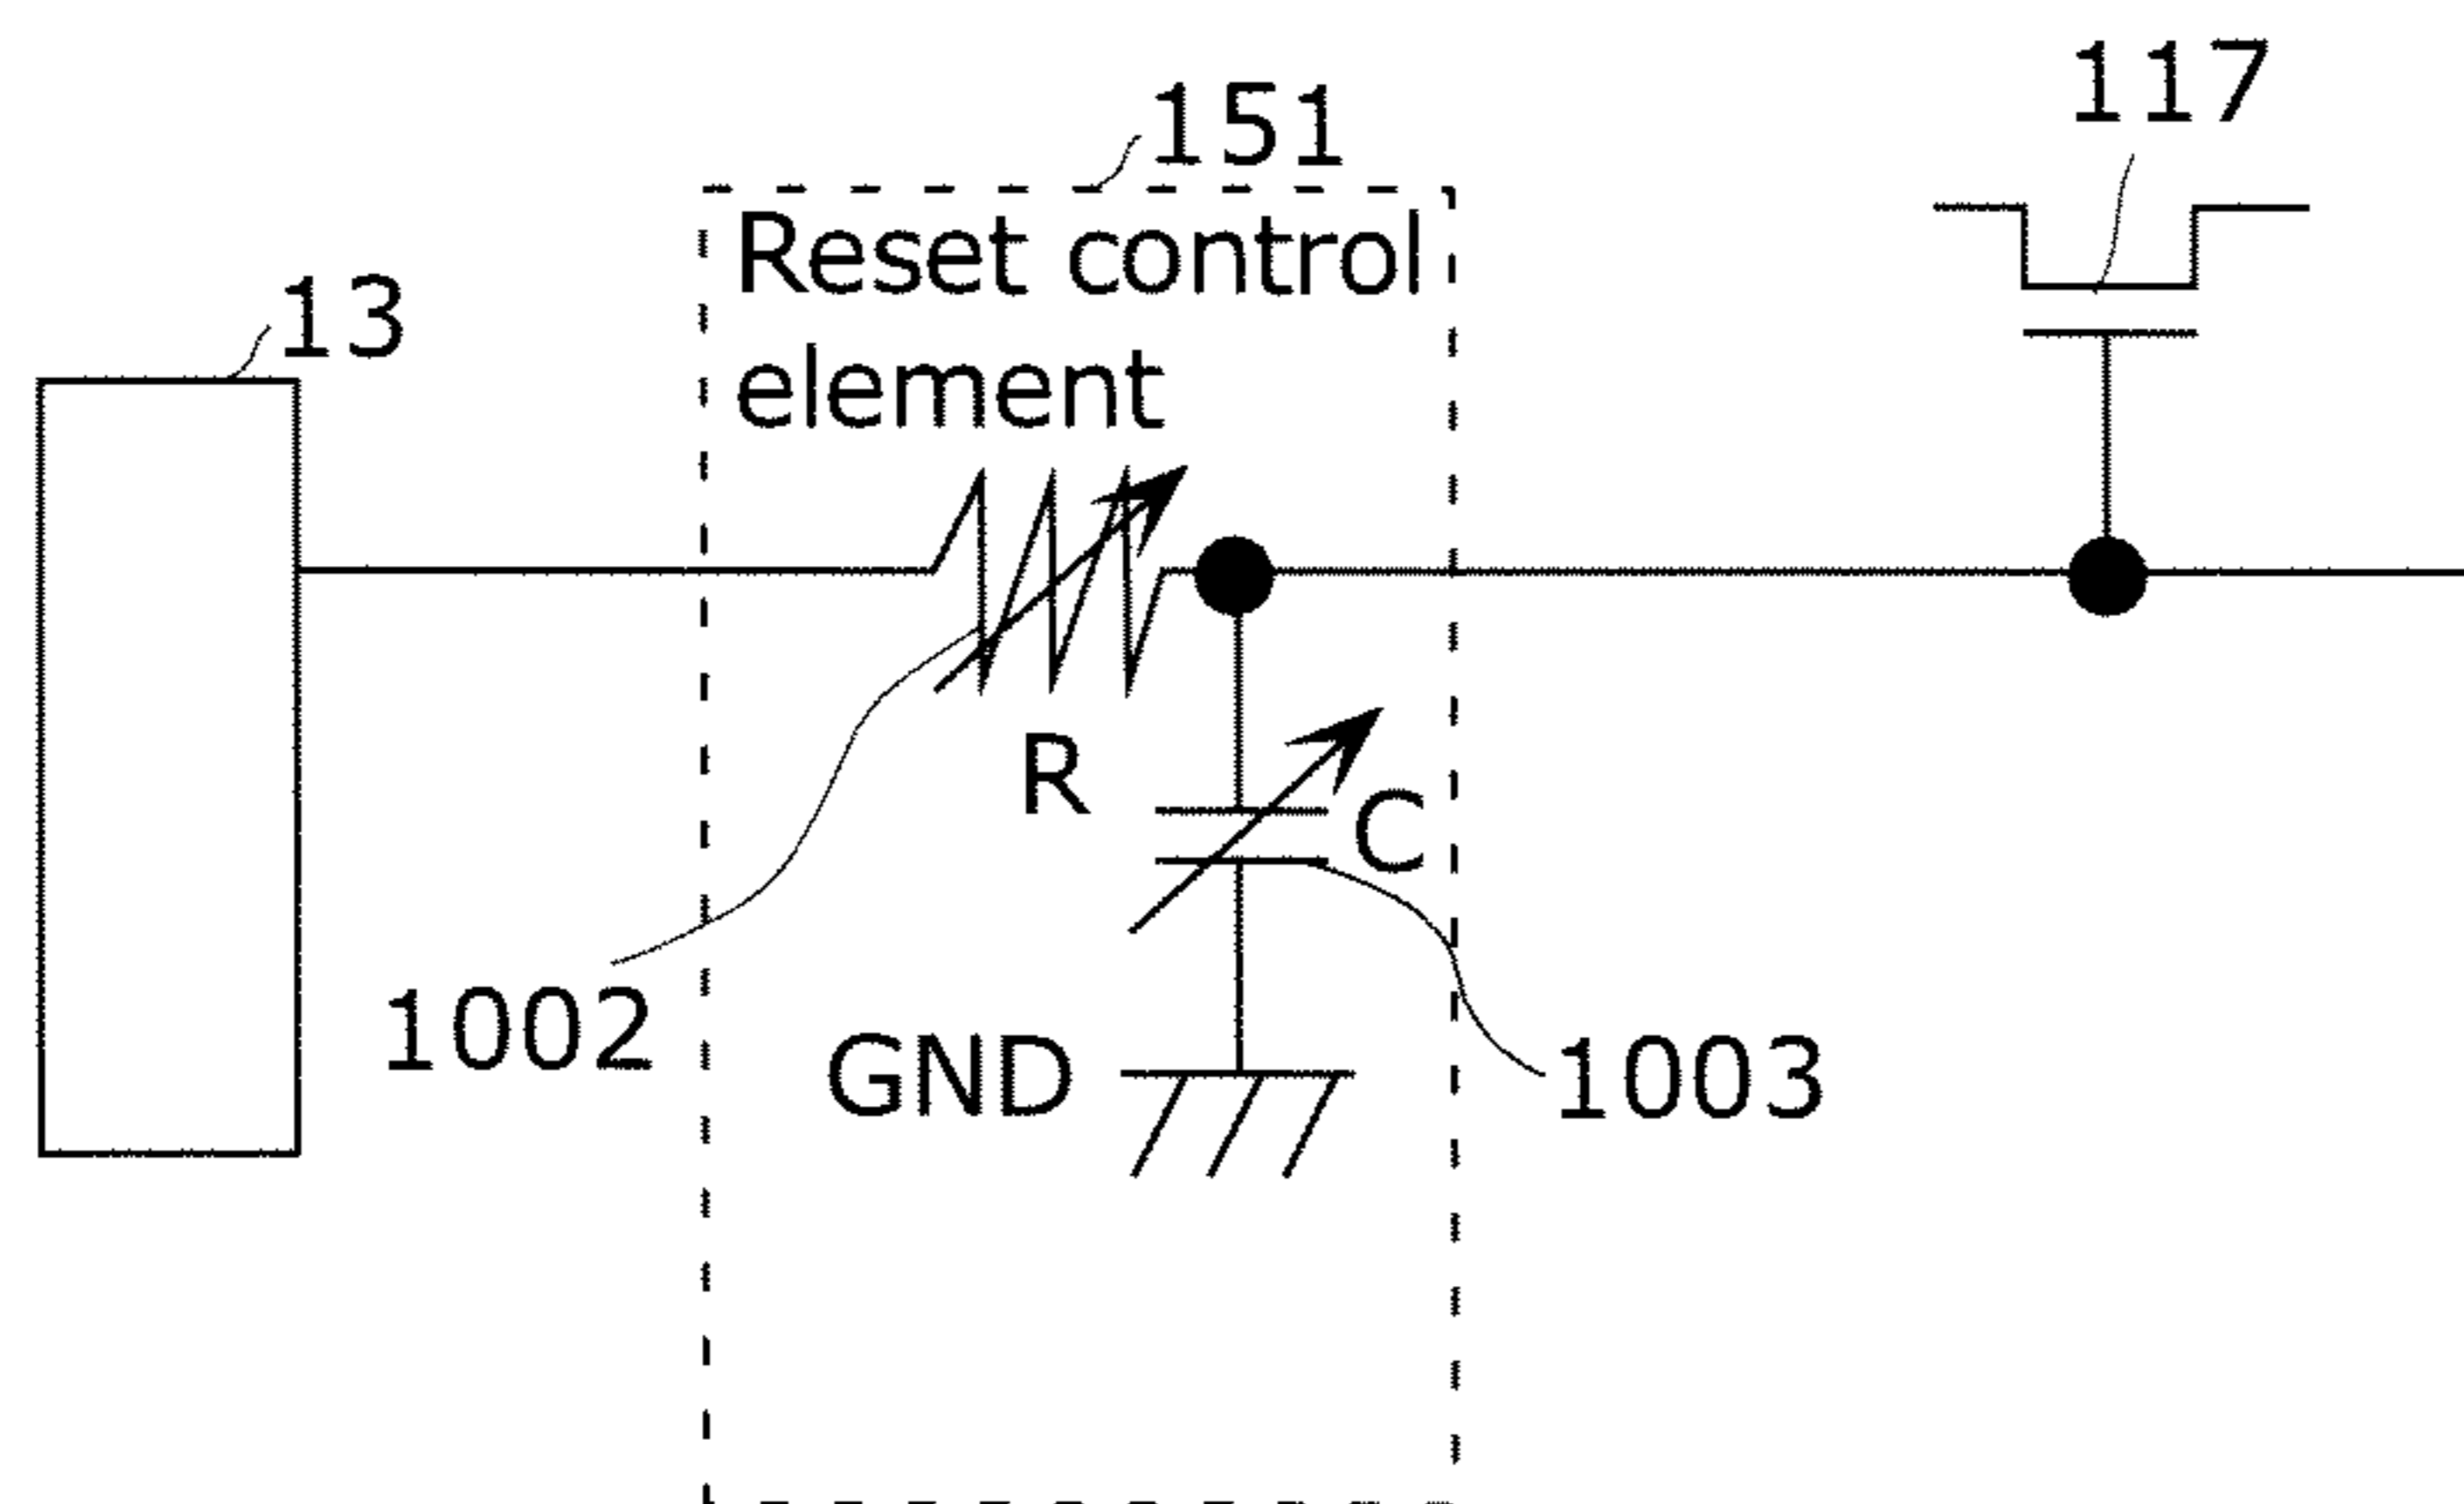 117
151
Reset control
element
13
R
C
1002
GND
1003